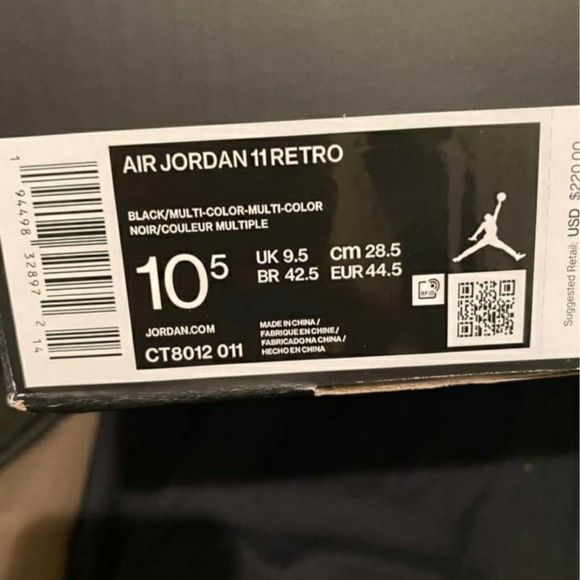 AIR JORDAN 11 RETRO
BLACK/MULTI-COLOR-MULTI-COLOR
NOIR/COULEUR MULTIPLE
10⁵
UK 9.5 cm 28.5
BR 42.5 EUR 44.5
JORDAN.COM
CT8012 011
MADE IN CHINA /
FABRIQUE EN CHINE /
FABRICADO NA CHINA /
HECHO EN CHINA
RFID
1 94498 32897 2 14
Suggested Retail: USD $220.00